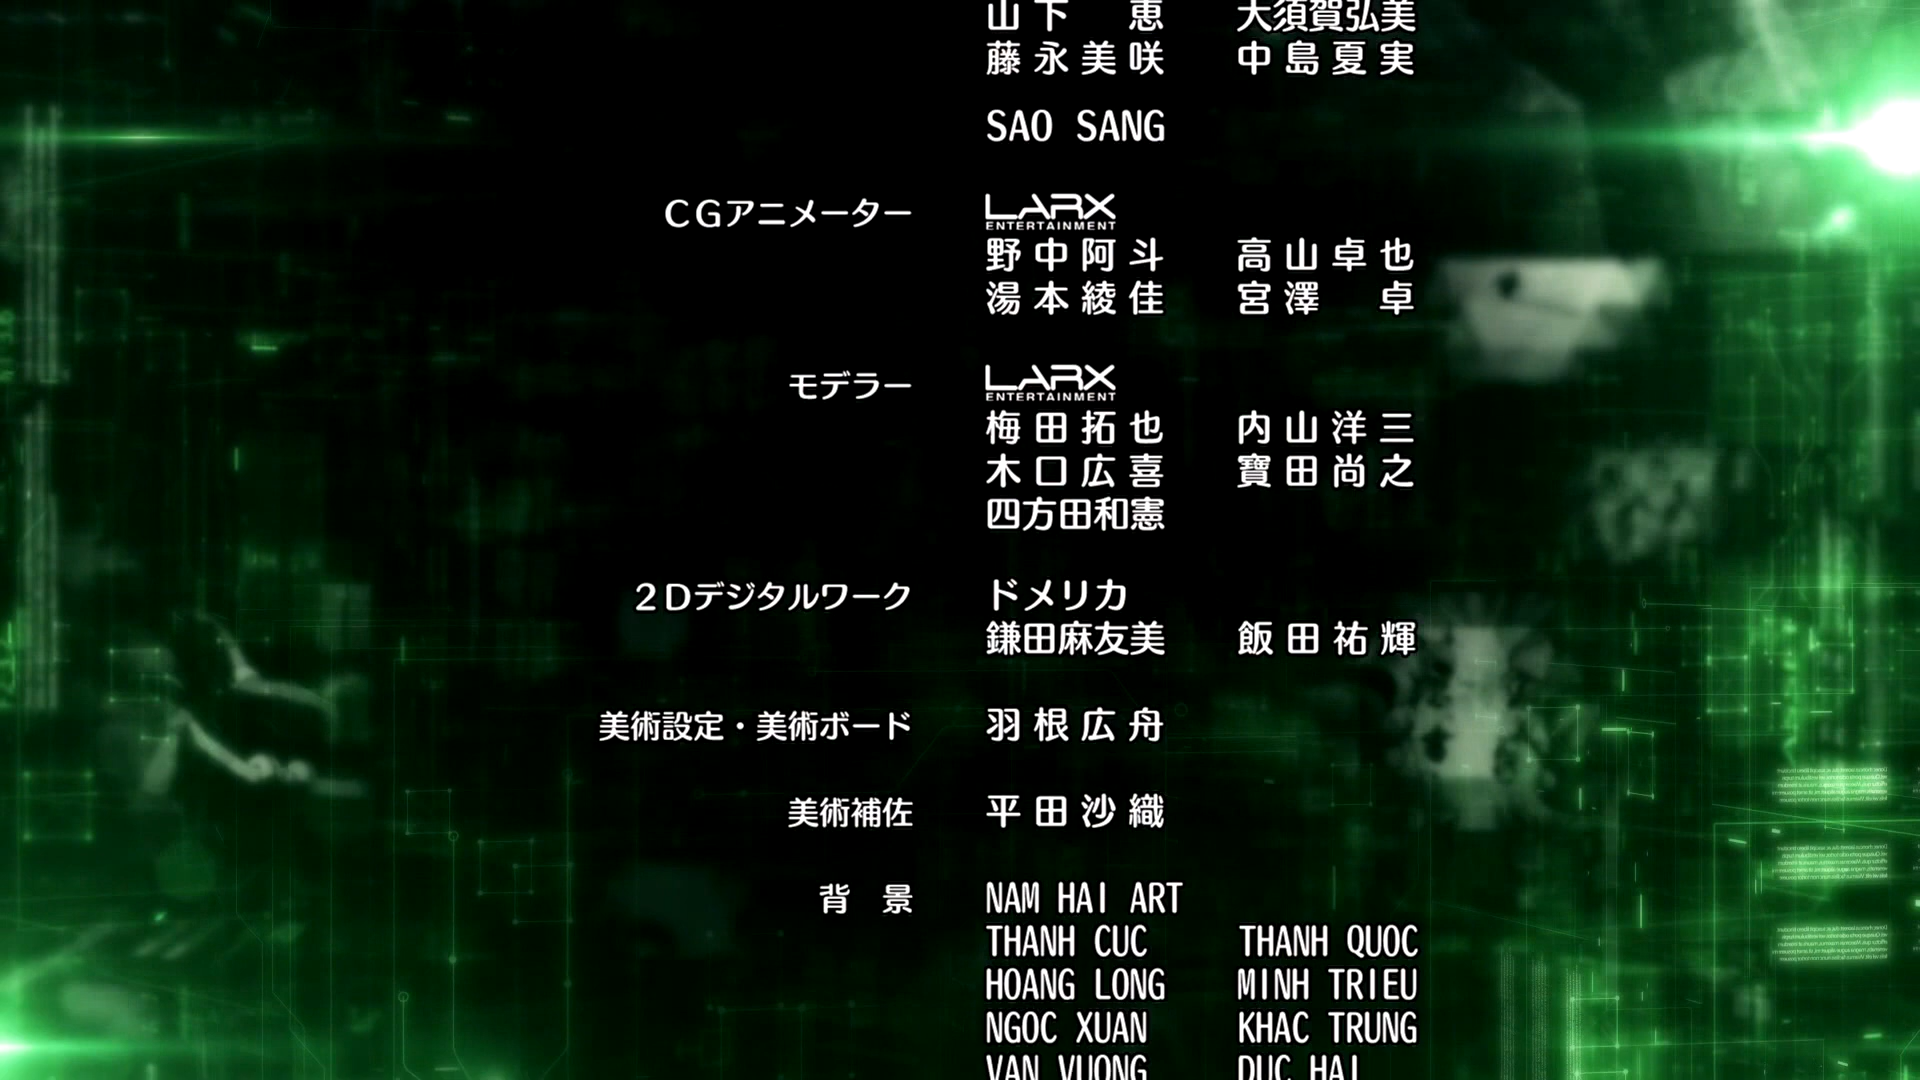 山下 恵 大須賀弘美
藤永美咲 中島夏実
SAO SANG
CGアニメーター LARX
ENTERTAINMENT
野中阿斗 高山卓也
湯本綾佳 宮澤 卓
モデラー LARX
ENTERTAINMENT
梅田拓也 内山洋三
木口広喜 寶田尚之
四方田和憲
2Dデジタルワーク ドメリカ
鎌田麻友美 飯田祐輝
美術設定・美術ボード 羽根広舟
美術補佐 平田沙織
背 景 NAM HAI ART
THANH CUC THANH QUOC
HOANG LONG MINH TRIEU
NGOC XUAN KHAC TRUNG
VAN VUONG DUC HAI